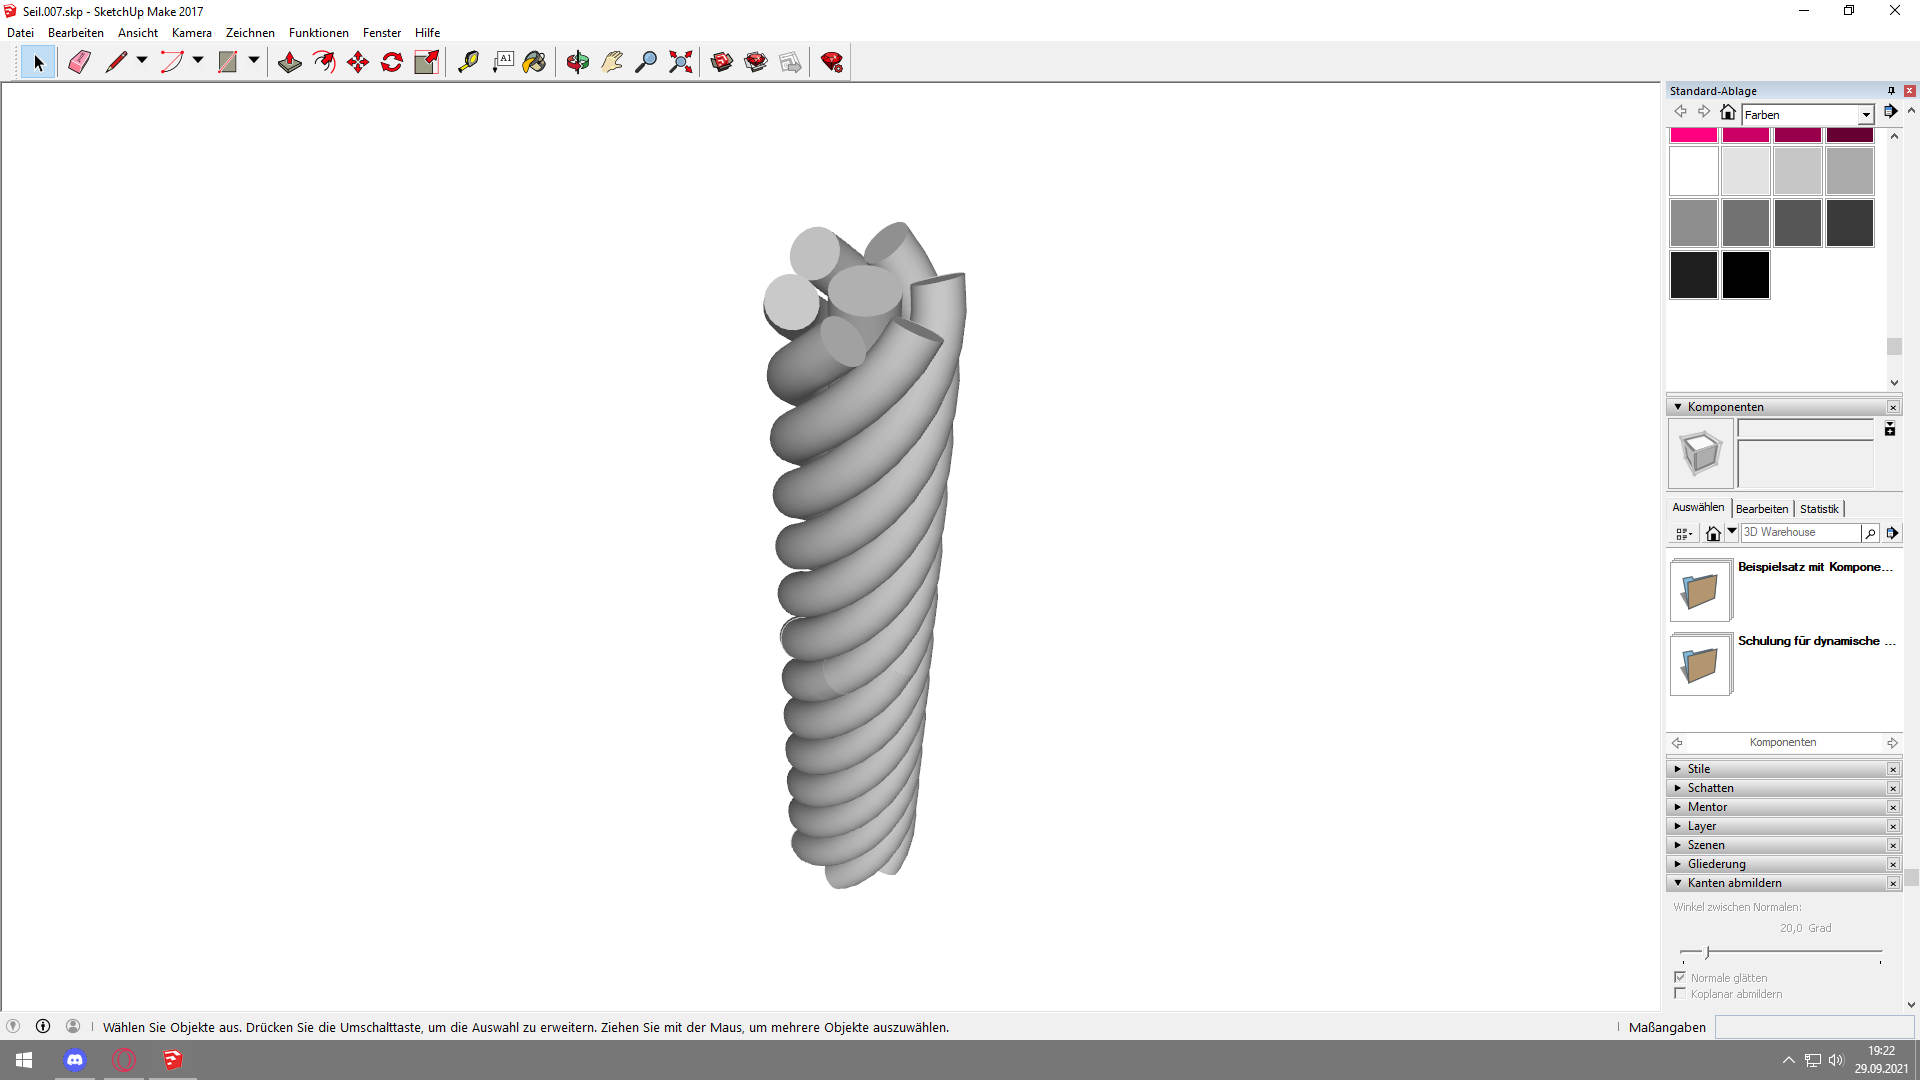 Seil.007.skp - SketchUp Make 2017
Datei Bearbeiten Ansicht Kamera Zeichnen Funktionen Fenster Hilfe
A1
Standard-Ablage
Farben
Komponenten
Auswählen Bearbeiten Statistik
3D Warehouse
Beispielsatz mit Kompone...
Schulung für dynamische ...
Komponenten
Stile
Schatten
Mentor
Layer
Szenen
Gliederung
Kanten abmildern
Winkel zwischen Normalen:
20,0 Grad
Normale glätten
Koplanar abmildern
Wählen Sie Objekte aus. Drücken Sie die Umschalttaste, um die Auswahl zu erweitern. Ziehen Sie mit der Maus, um mehrere Objekte auszuwählen.
Maßangaben
19:22
29.09.2021